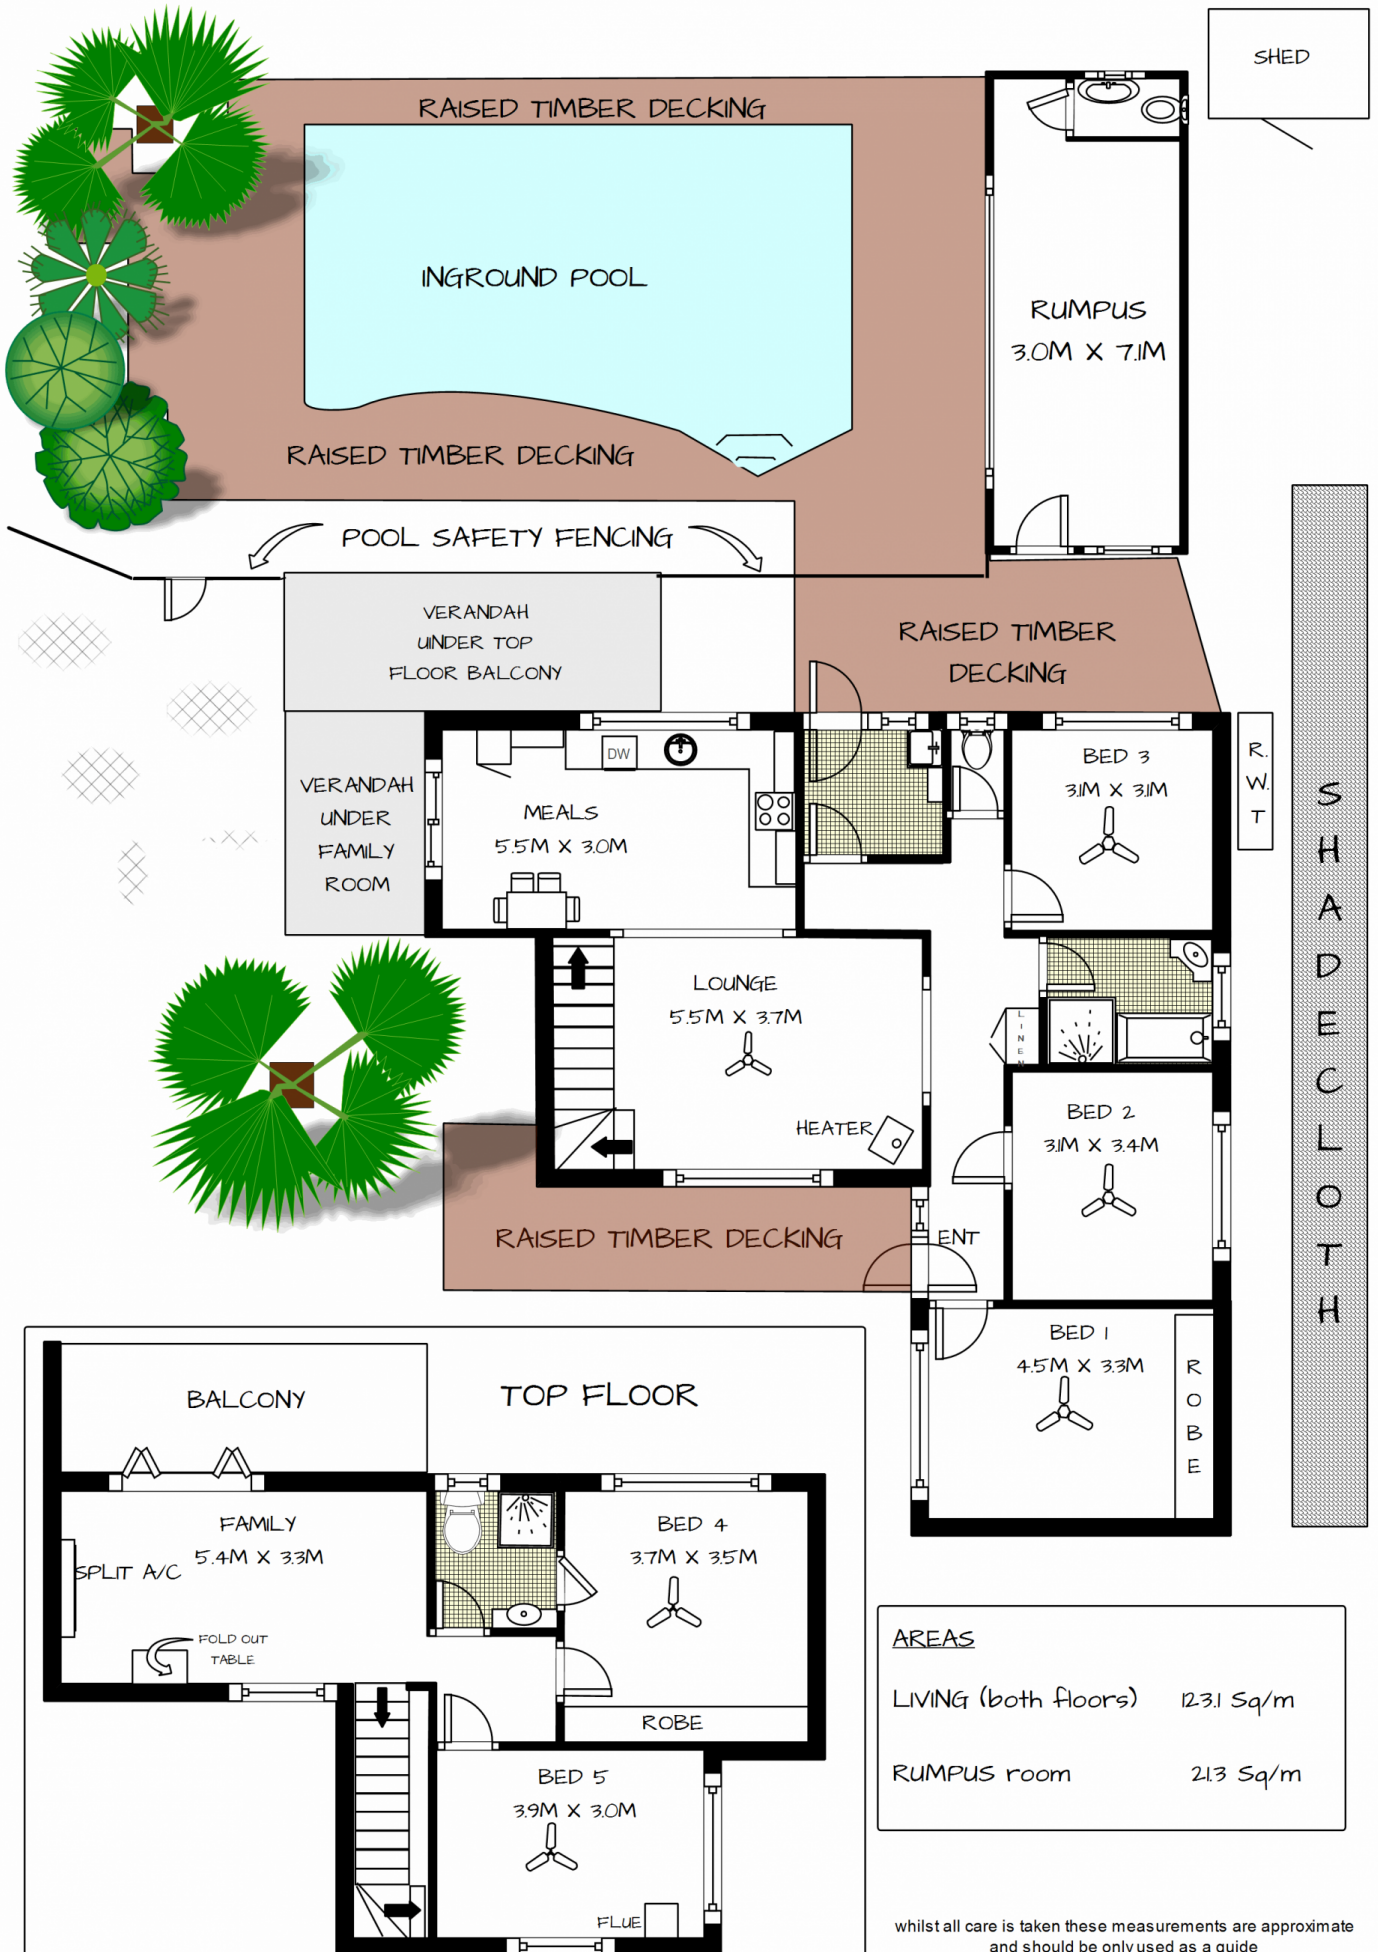 SHED
RAISED TIMBER DECKING
INGROUND POOL
RUMPUS
3.0M X 7.1M
RAISED TIMBER DECKING
POOL SAFETY FENCING
VERANDAH
UNDER TOP
FLOOR BALCONY
RAISED TIMBER
DECKING
VERANDAH
UNDER
FAMILY
ROOM
DW
MEALS
5.5M X 3.0M
BED 3
3.1M X 3.1M
R.
W.
T
SHADECLOTH
LOUNGE
5.5M X 3.7M
HEATER
LINEN
BED 2
3.1M X 3.4M
RAISED TIMBER DECKING
ENT
BED 1
4.5M X 3.3M
ROBE
BALCONY
TOP FLOOR
FAMILY
5.4M X 3.3M
SPLIT A/C
FOLD OUT
TABLE
BED 4
3.7M X 3.5M
ROBE
BED 5
3.9M X 3.0M
FLUE
AREAS
LIVING (both floors) 123.1 Sq/m
RUMPUS room 21.3 Sq/m
whilst all care is taken these measurements are approximate
and should be only used as a guide